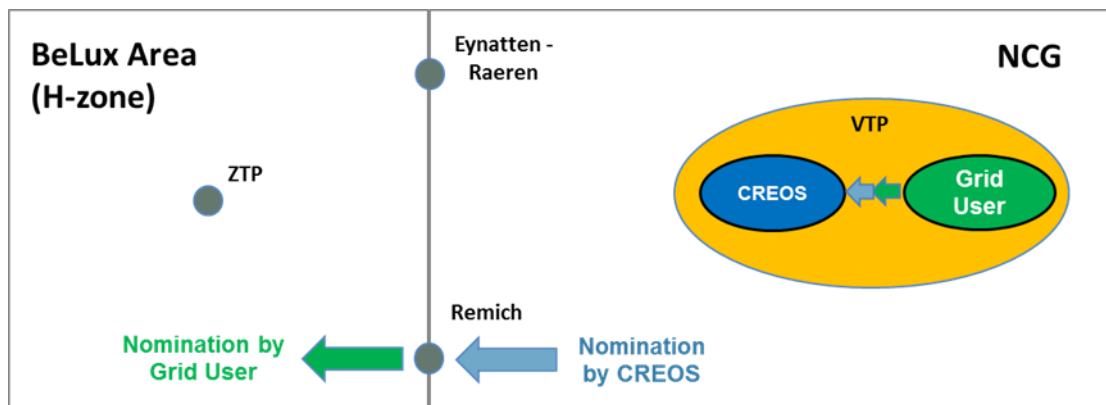 BeLux Area
(H-zone)
Eynatten -
Raeren
NCG
VTP
ZTP
CREOS
Grid
User
Remich
Nomination by
Grid User
Nomination
by CREOS